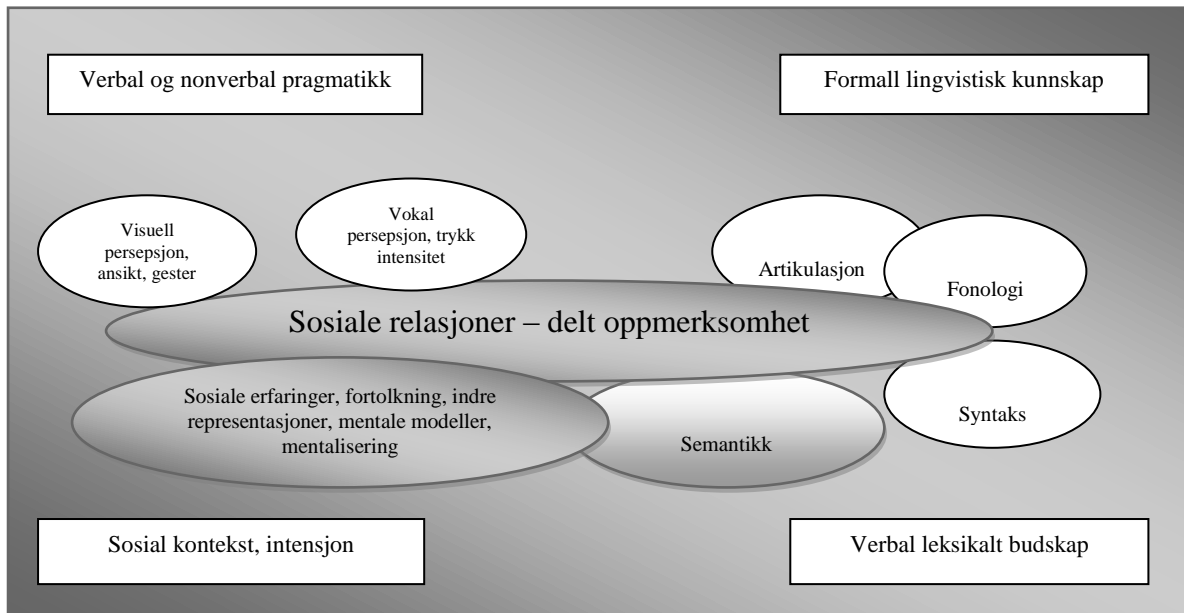 Verbal og nonverbal pragmatikk
Formall lingvistisk kunnskap
Visuell
persepsjon,
ansikt, gester
Vokal
persepsjon, trykk
intensitet
Artikulasjon
Fonologi
Sosiale relasjoner – delt oppmerksomhet
Sosiale erfaringer, fortolkning, indre
representasjoner, mentale modeller,
mentalisering
Semantikk
Syntaks
Sosial kontekst, intensjon
Verbal leksikalt budskap